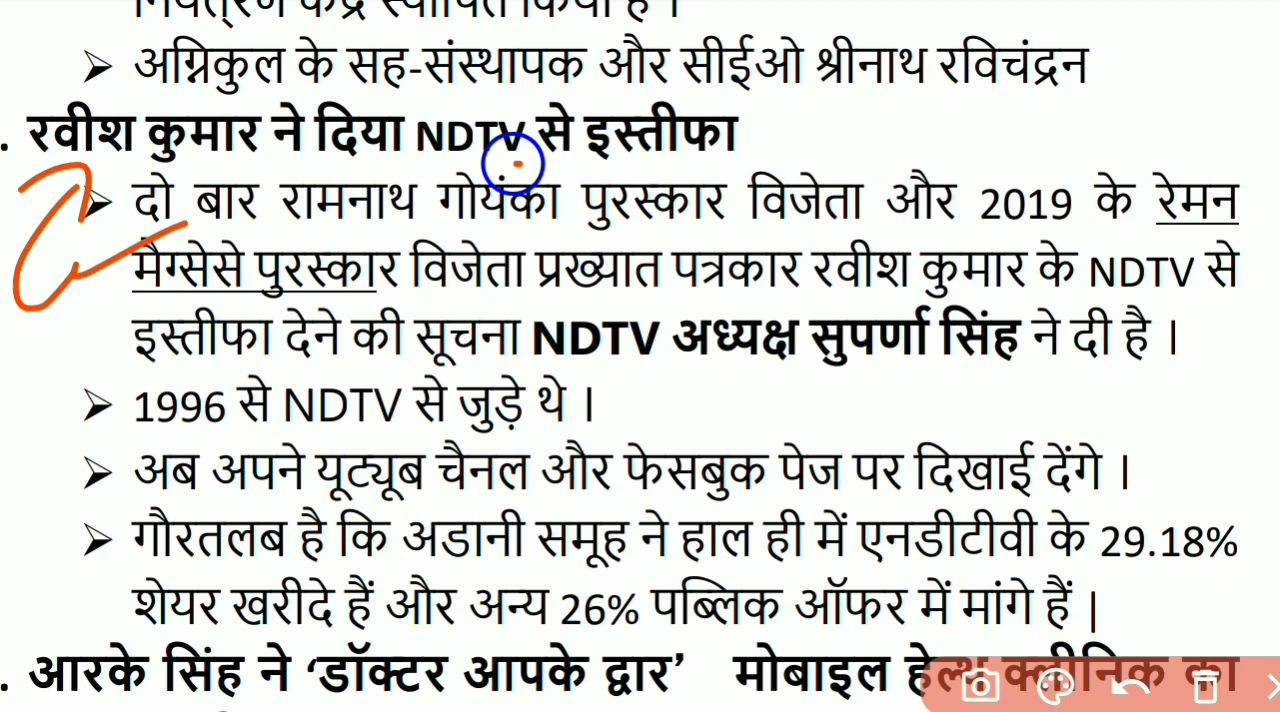 नियंत्रण केंद्र स्थापित किया है ।
➢ अग्निकुल के सह-संस्थापक और सीईओ श्रीनाथ रविचंद्रन
. रवीश कुमार ने दिया NDTV से इस्तीफा
➢ दो बार रामनाथ गोयंका पुरस्कार विजेता और 2019 के रेमन
मैग्सेसे पुरस्कार विजेता प्रख्यात पत्रकार रवीश कुमार के NDTV से
इस्तीफा देने की सूचना NDTV अध्यक्ष सुपर्णा सिंह ने दी है ।
➢ 1996 से NDTV से जुड़े थे ।
➢ अब अपने यूट्यूब चैनल और फेसबुक पेज पर दिखाई देंगे ।
➢ गौरतलब है कि अडानी समूह ने हाल ही में एनडीटीवी के 29.18%
शेयर खरीदे हैं और अन्य 26% पब्लिक ऑफर में मांगे हैं |
. आरके सिंह ने ‘डॉक्टर आपके द्वार’ मोबाइल हेल्थ क्लीनिक का